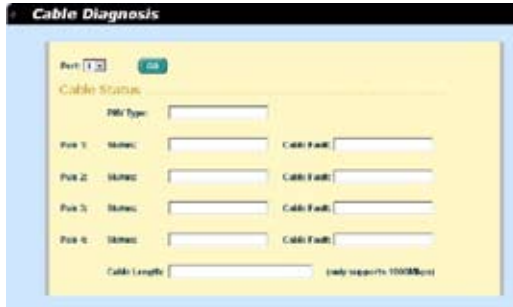 Cable Diagnosis
Port: 1 GO
Cable Status
PHY Type:
Pair 1: Status: Cable Fault:
Pair 2: Status: Cable Fault:
Pair 3: Status: Cable Fault:
Pair 4: Status: Cable Fault:
Cable Length: (only supports 1000Mbps)